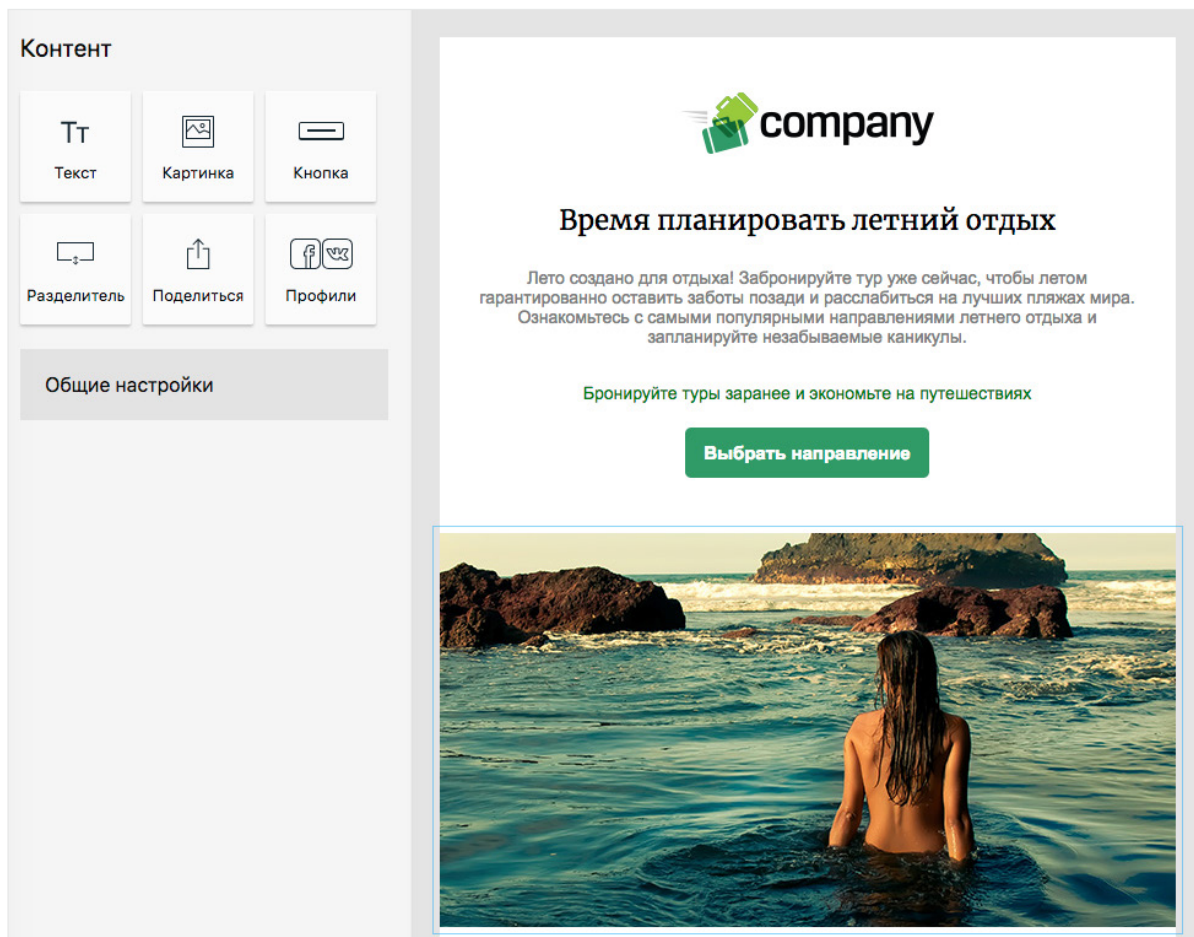 Контент
Тт
Текст
Картинка
Кнопка
Разделитель
Поделиться
Профили
Общие настройки
company
Время планировать летний отдых
Лето создано для отдыха! Забронируйте тур уже сейчас, чтобы летом
гарантированно оставить заботы позади и расслабиться на лучших пляжах мира.
Ознакомьтесь с самыми популярными направлениями летнего отдыха и
запланируйте незабываемые каникулы.
Бронируйте туры заранее и экономьте на путешествиях
Выбрать направление